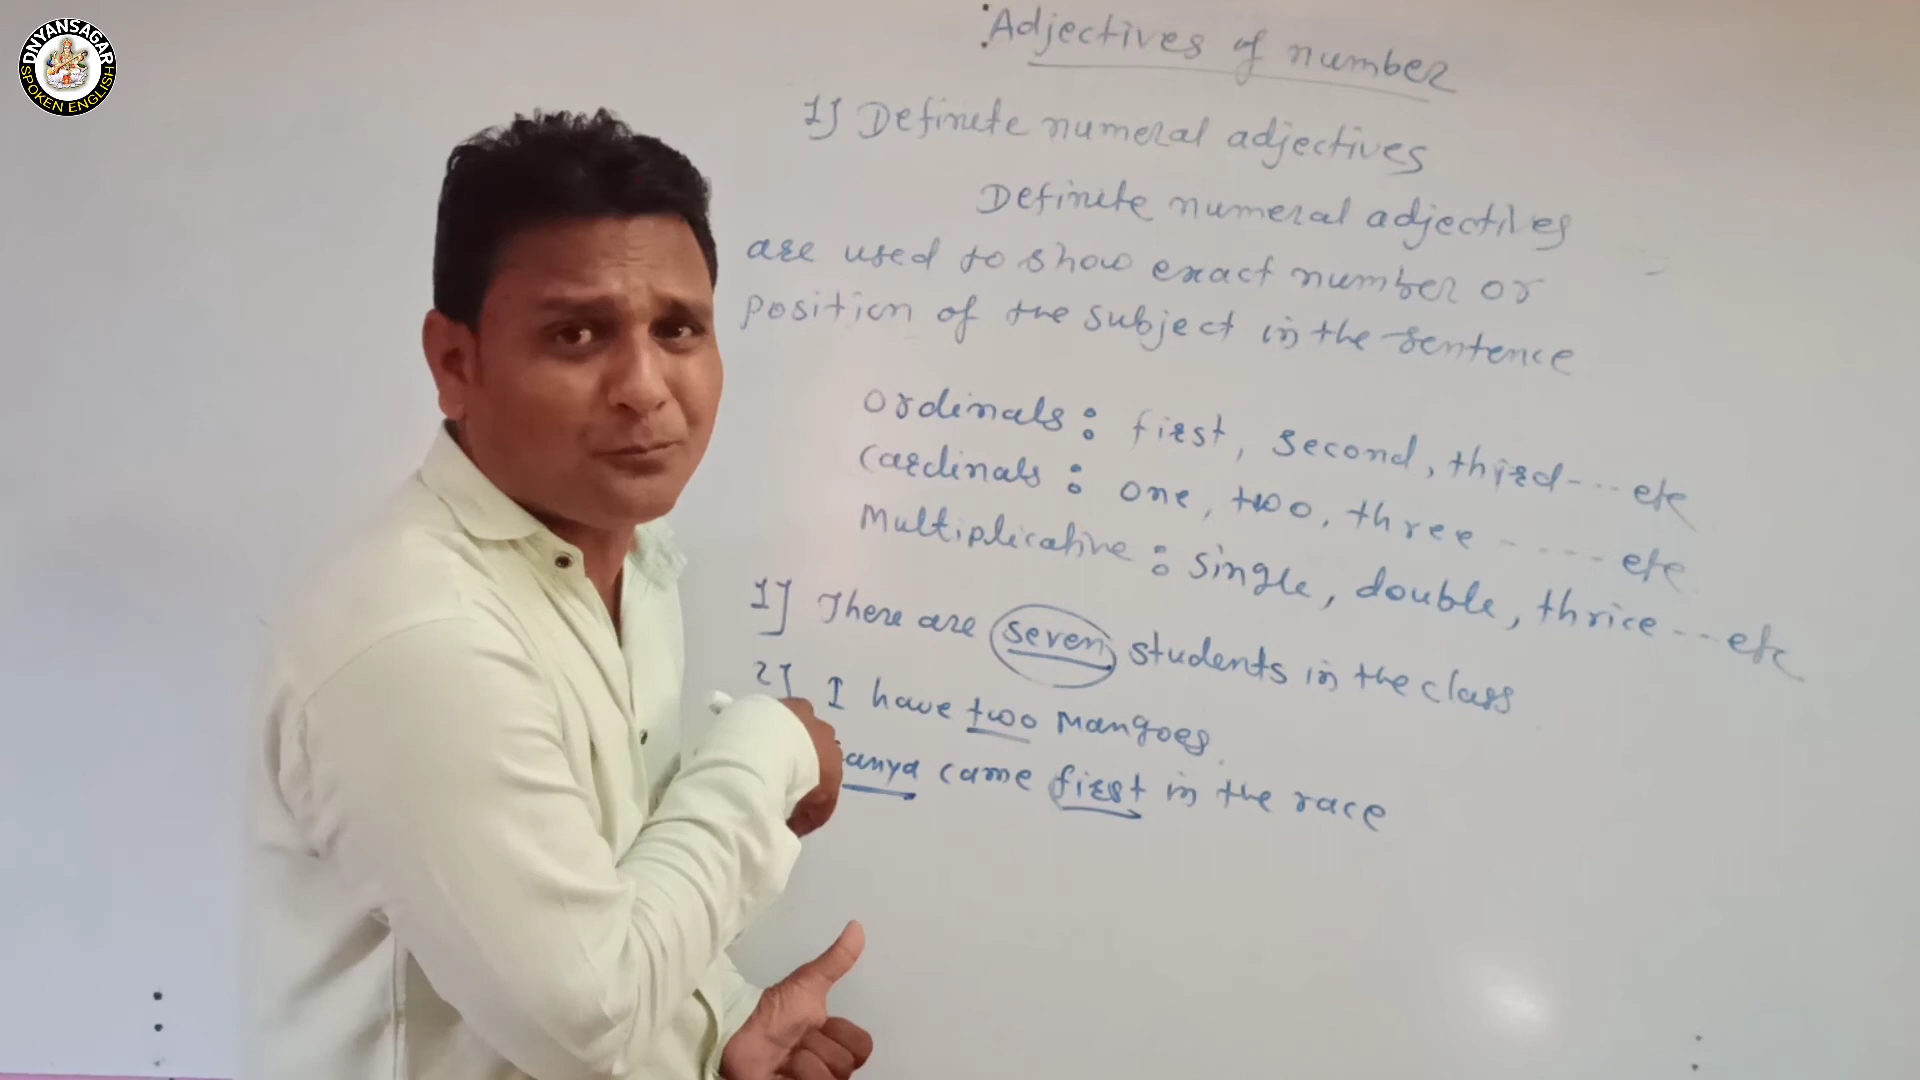 DNYANSAGAR
SPOKEN ENGLISH
Adjectives of number
1] Definite numeral adjectives
Definite numeral adjectives
are used to show exact number or
position of the subject in the sentence
Ordinals : first, second, third --- etc
Cardinals : one, two, three ----- etc
Multiplicative : single, double, thrice --- etc
1] There are seven students in the class
2] I have two Mangoes.
anya came first in the race